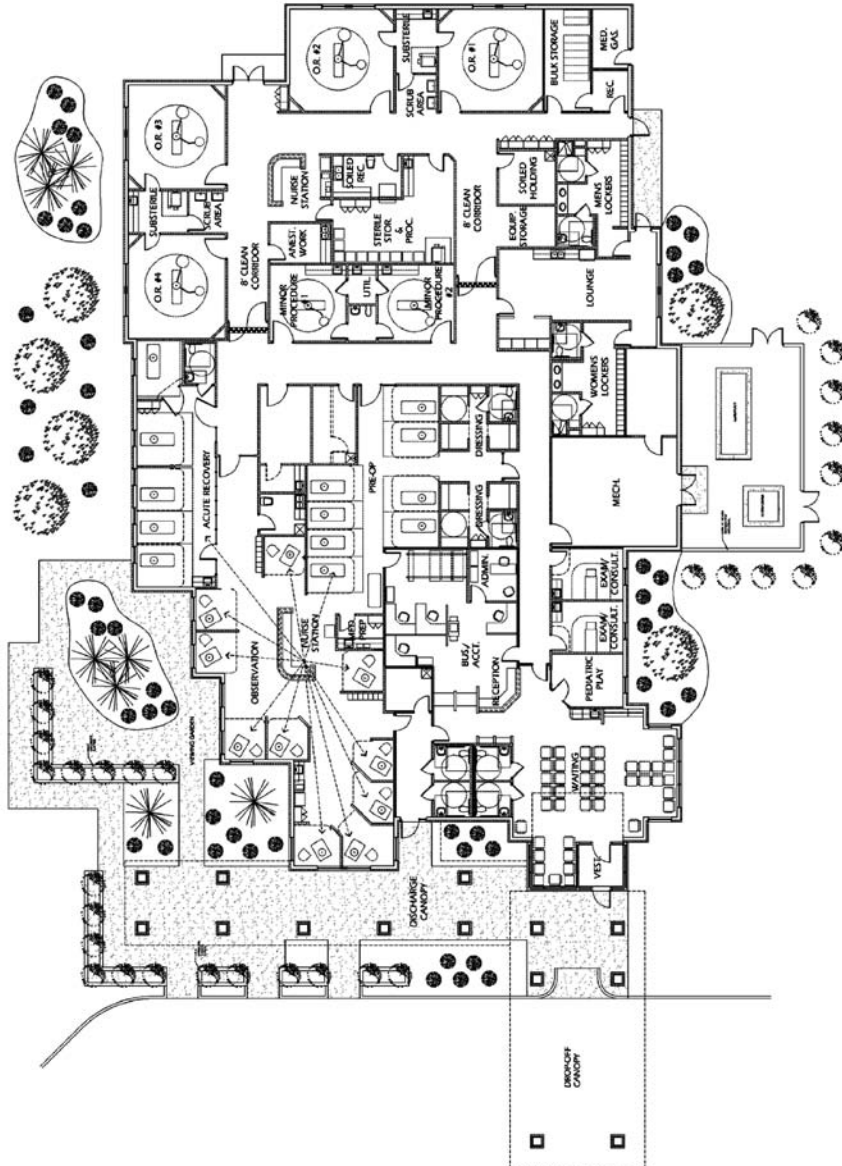 O.R. #2
SUBSTERILE
SCRUB
AREA
O.R. #1
BULK STORAGE
MED.
GAS.
REC.
O.R. #3
SUBSTERILE
SCRUB
AREA
O.R. #4
8' CLEAN
CORRIDOR
NURSE
STATION
ANEST.
WORK
SOILED
REC.
STERILE
STOR.
&
PROC.
8' CLEAN
CORRIDOR
SOILED
HOLDING
EQUIP.
STORAGE
MENS
LOCKERS
MINOR
PROCEDURE
#1
UTIL
MINOR
PROCEDURE
#2
LOUNGE
WOMENS
LOCKERS
ACUTE RECOVERY
PRE-OP
DRESSING
DRESSING
MECH.
OBSERVATION
NURSE
STATION
MED.
PREP
ADMIN.
BUS./
ACCT.
RECEPTION
EXAM/
CONSULT.
EXAM/
CONSULT.
PEDIATRIC
PLAY
WAITING
VEST.
VIEWING GARDEN
DISCHARGE
CANOPY
DROP-OFF
CANOPY